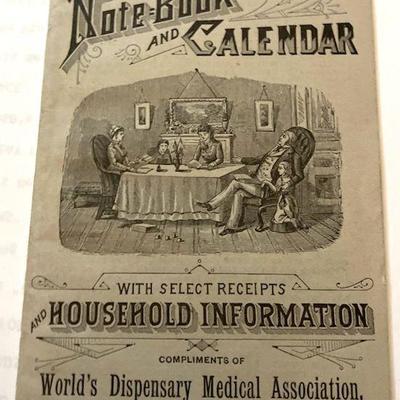 Note-Book
AND CALENDAR
WITH SELECT RECEIPTS
AND HOUSEHOLD INFORMATION
COMPLIMENTS OF
World's Dispensary Medical Association,